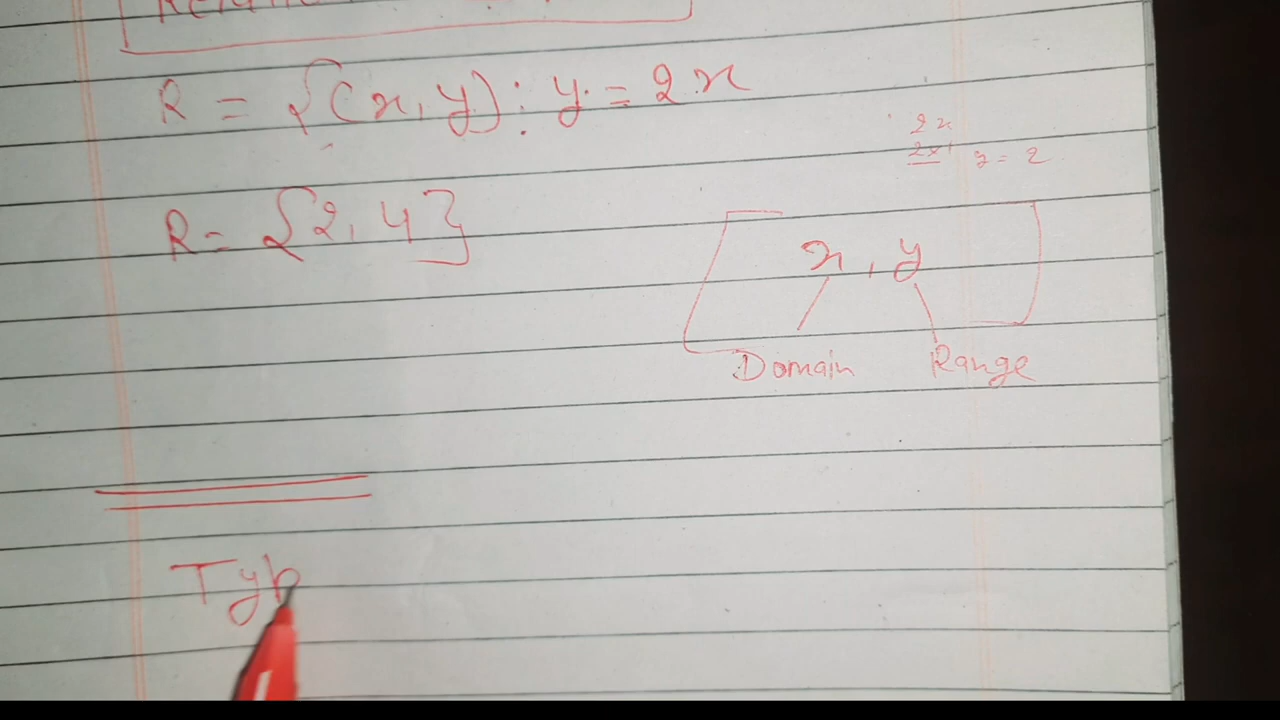 R = {(x, y) : y = 2x
2x
2x1 y = 2
R = {2, 4}
x, y
Domain Range
Typ